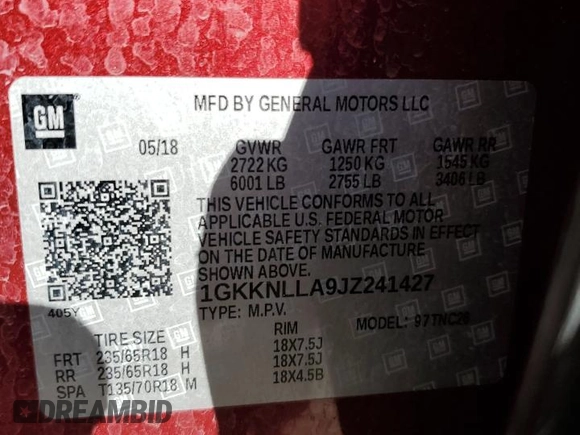 GM
MFD BY GENERAL MOTORS LLC
05/18 GVWR GAWR FRT GAWR RR
2722 KG 1250 KG 1545 KG
6001 LB 2755 LB 3406 LB
THIS VEHICLE CONFORMS TO ALL
APPLICABLE U.S. FEDERAL MOTOR
VEHICLE SAFETY STANDARDS IN EFFECT
ON THE DATE OF MANUFACTURE
SHOWN ABOVE.
1GKKNLLA9JZ241427
405Y TYPE: M.P.V. MODEL: 97TNC26
TIRE SIZE RIM
FRT 235/65R18 H 18X7.5J
RR 235/65R18 H 18X7.5J
SPA T135/70R18 M 18X4.5B
DREAMBID